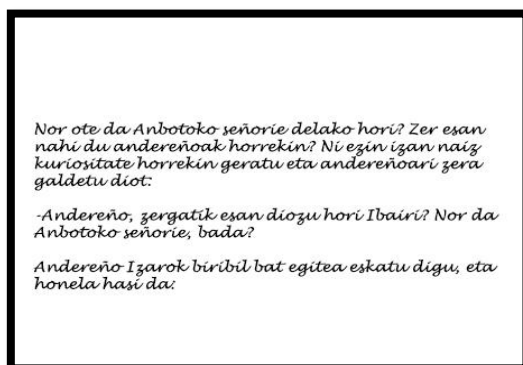 Nor ote da Anbotoko señorie delako hori? Zer esan
nahi du andereñoak horrekin? Ni ezin izan naiz
kuriositate horrekin geratu eta andereñoari zera
galdetu diot:
-Andereño, zergatik esan diozu hori Ibairi? Nor da
Anbotoko señorie, bada?
Andereño Izarok biribil bat egitea eskatu digu, eta
honela hasi da: